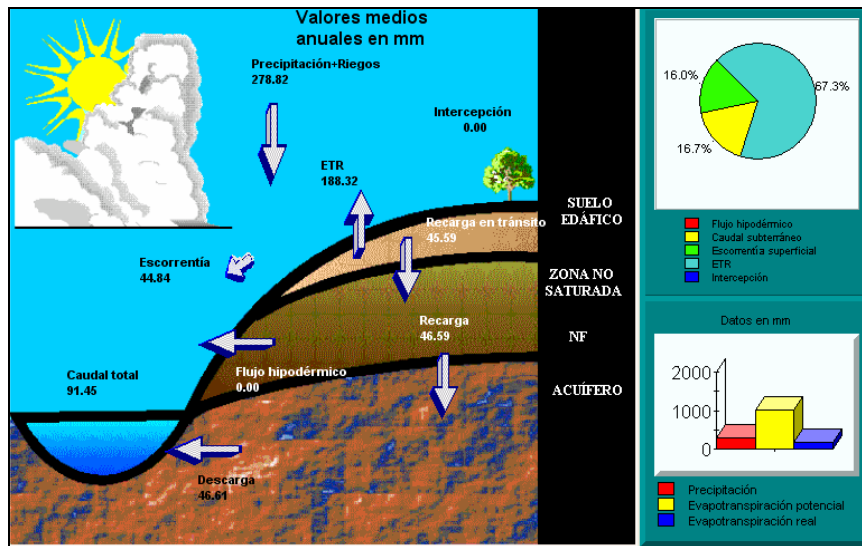 Valores medios
anuales en mm
Precipitación+Riegos
278.82
Intercepción
0.00
ETR
188.32
Recarga en tránsito
45.59
Escorrentía
44.84
Recarga
46.59
Caudal total
91.45
Flujo hipodérmico
0.00
Descarga
46.61
SUELO
EDÁFICO
ZONA NO
SATURADA
NF
ACUÍFERO
16.0%
67.3%
16.7%
Flujo hipodérmico
Caudal subterráneo
Escorrentía superficial
ETR
Intercepción
Datos en mm
2000
1000
0
Precipitación
Evapotranspiración potencial
Evapotranspiración real